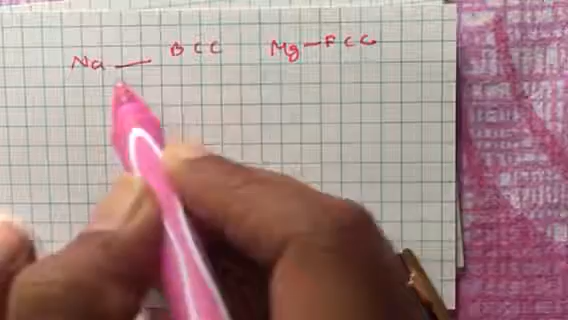 Na — BCC Mg — FCC